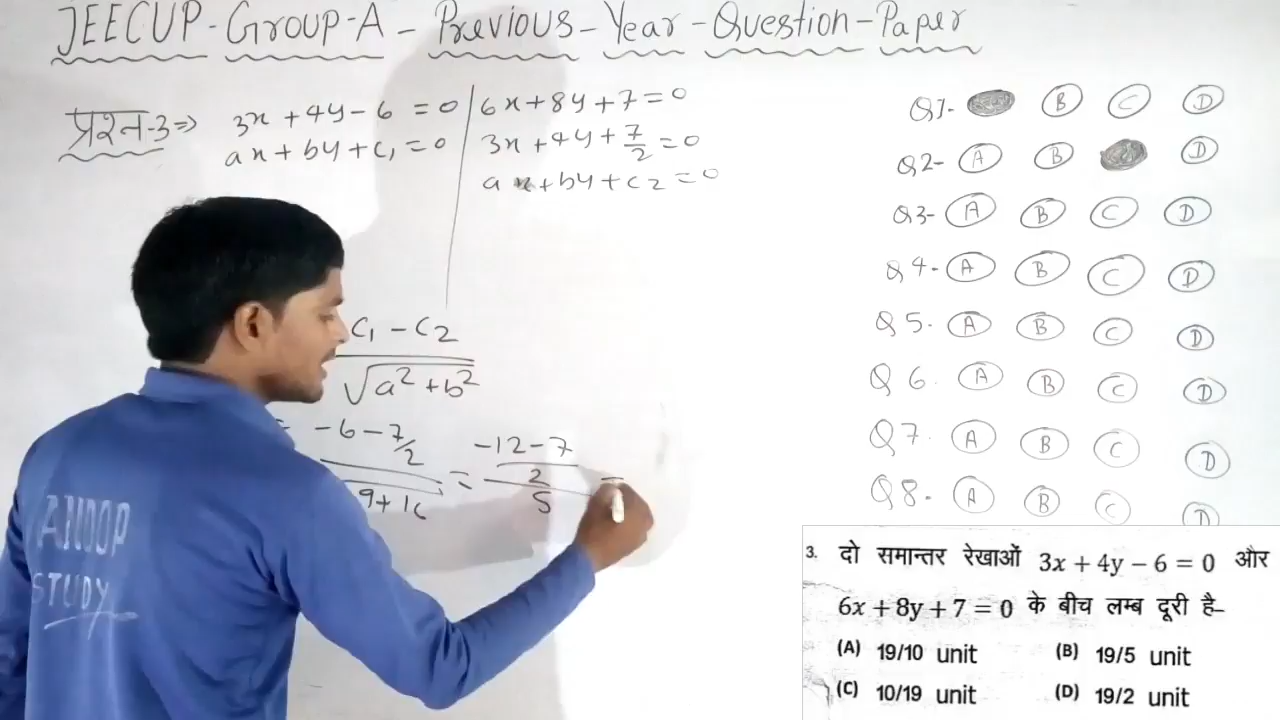 JEECUP-Group-A-Previous-Year-Question-Paper
प्रश्न-3⇒
3x + 4y - 6 = 0
ax + by + c₁ = 0
6x + 8y + 7 = 0
3x + 4y + 7/2 = 0
ax + by + c₂ = 0
c₁ - c₂
√a² + b²
= -6 - 7/2
9 + 16
= -12 - 7
2
5
=
ANOOP
STUDY
Q1- B C D
Q2- A B D
Q3- A B C D
Q4- A B C D
Q5. A B C D
Q6. A B C D
Q7. A B C D
Q8- A B C D
3. दो समान्तर रेखाओं 3x + 4y − 6 = 0 और
6x + 8y + 7 = 0 के बीच लम्ब दूरी है–
(A) 19/10 unit (B) 19/5 unit
(C) 10/19 unit (D) 19/2 unit